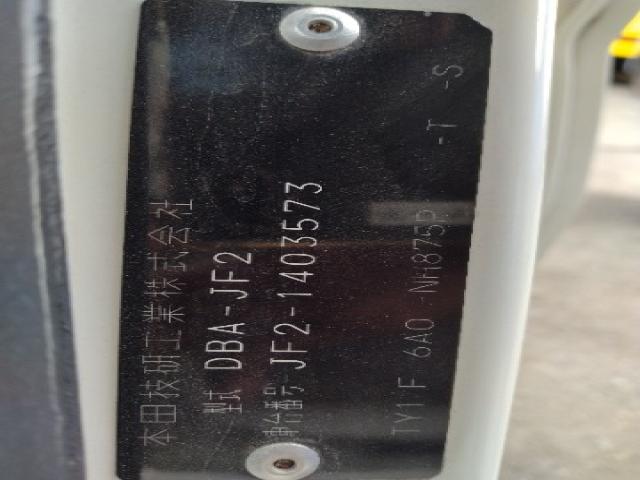 本田技研工業株式会社
型式 DBA-JF2
車台番号 JF2-1403573
TY1 F 6A0 -NH875P -T -S